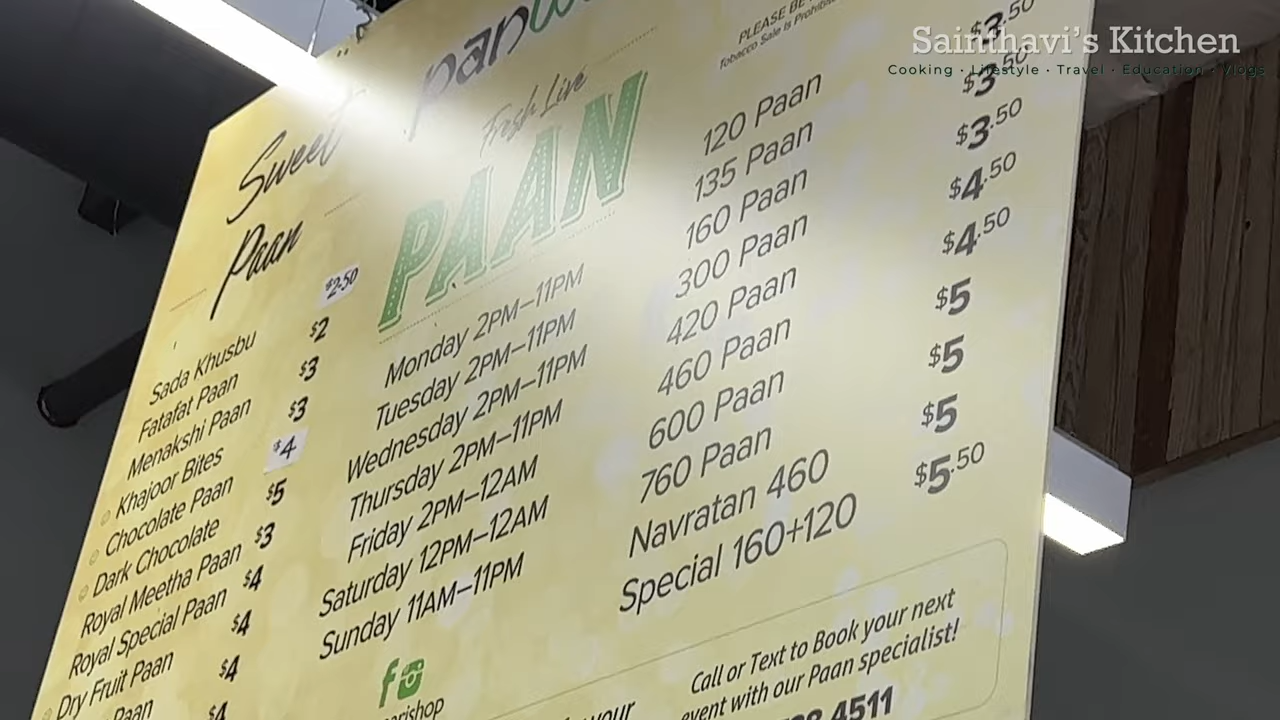 Sainthavi's Kitchen
Cooking · Lifestyle · Travel · Education · Vlogs
Sweet
Paan
Sada Khusbu $2.50
Fatafat Paan $2
Menakshi Paan $3
Khajoor Bites $3
Chocolate Paan $4
Dark Chocolate $5
Royal Meetha Paan $3
Royal Special Paan $4
Dry Fruit Paan $4
Paan $4
$4
Fresh Live
PAAN
Monday 2PM–11PM
Tuesday 2PM–11PM
Wednesday 2PM–11PM
Thursday 2PM–11PM
Friday 2PM–12AM
Saturday 12PM–12AM
Sunday 11AM–11PM
PLEASE BE
Tobacco Sale is
120 Paan
135 Paan $3.50
160 Paan $3.50
300 Paan $3.50
420 Paan $4.50
460 Paan $4.50
600 Paan $5
760 Paan $5
Navratan 460 $5
Special 160+120 $5.50
Call or Text to Book your next
event with our Paan specialist!
4511